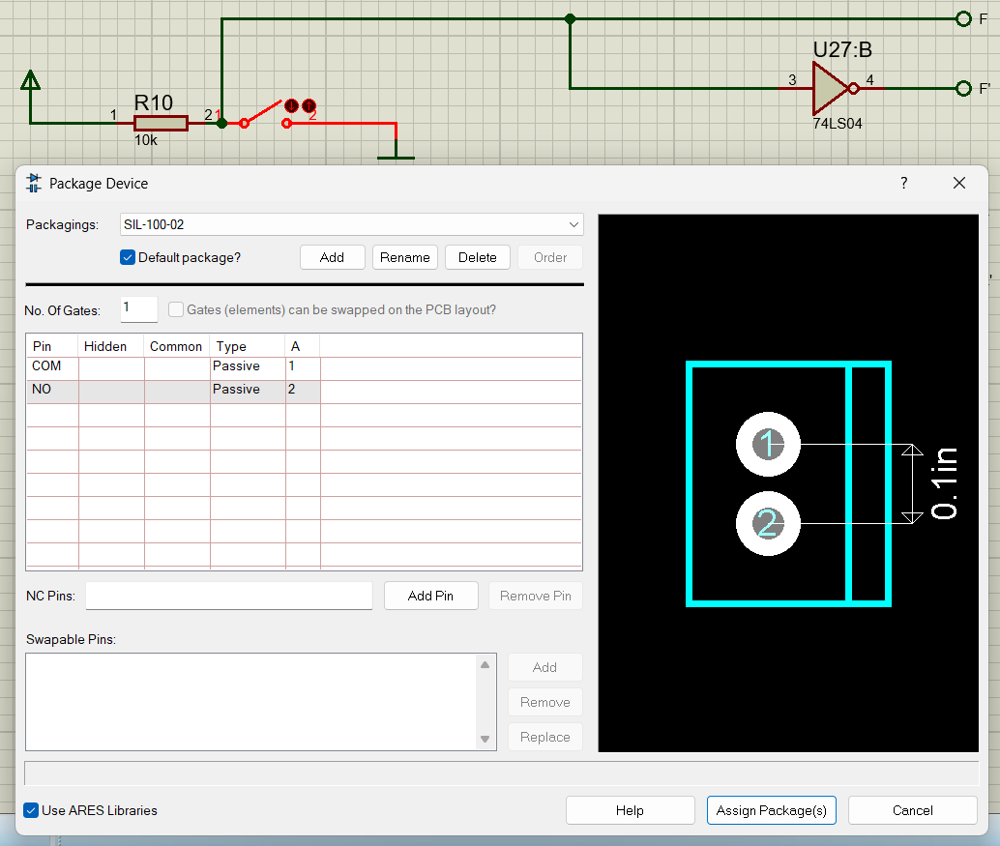 F
U27:B
3
4
F'
74LS04
R10
1
2
1
2
10k
Package Device
?
Packagings:
SIL-100-02
Default package?
Add
Rename
Delete
Order
No. Of Gates:
1
Gates (elements) can be swapped on the PCB layout?
Pin Hidden Common Type A
COM Passive 1
NO Passive 2
NC Pins:
Add Pin
Remove Pin
Swapable Pins:
Add
Remove
Replace
1
2
0.1in
Use ARES Libraries
Help
Assign Package(s)
Cancel